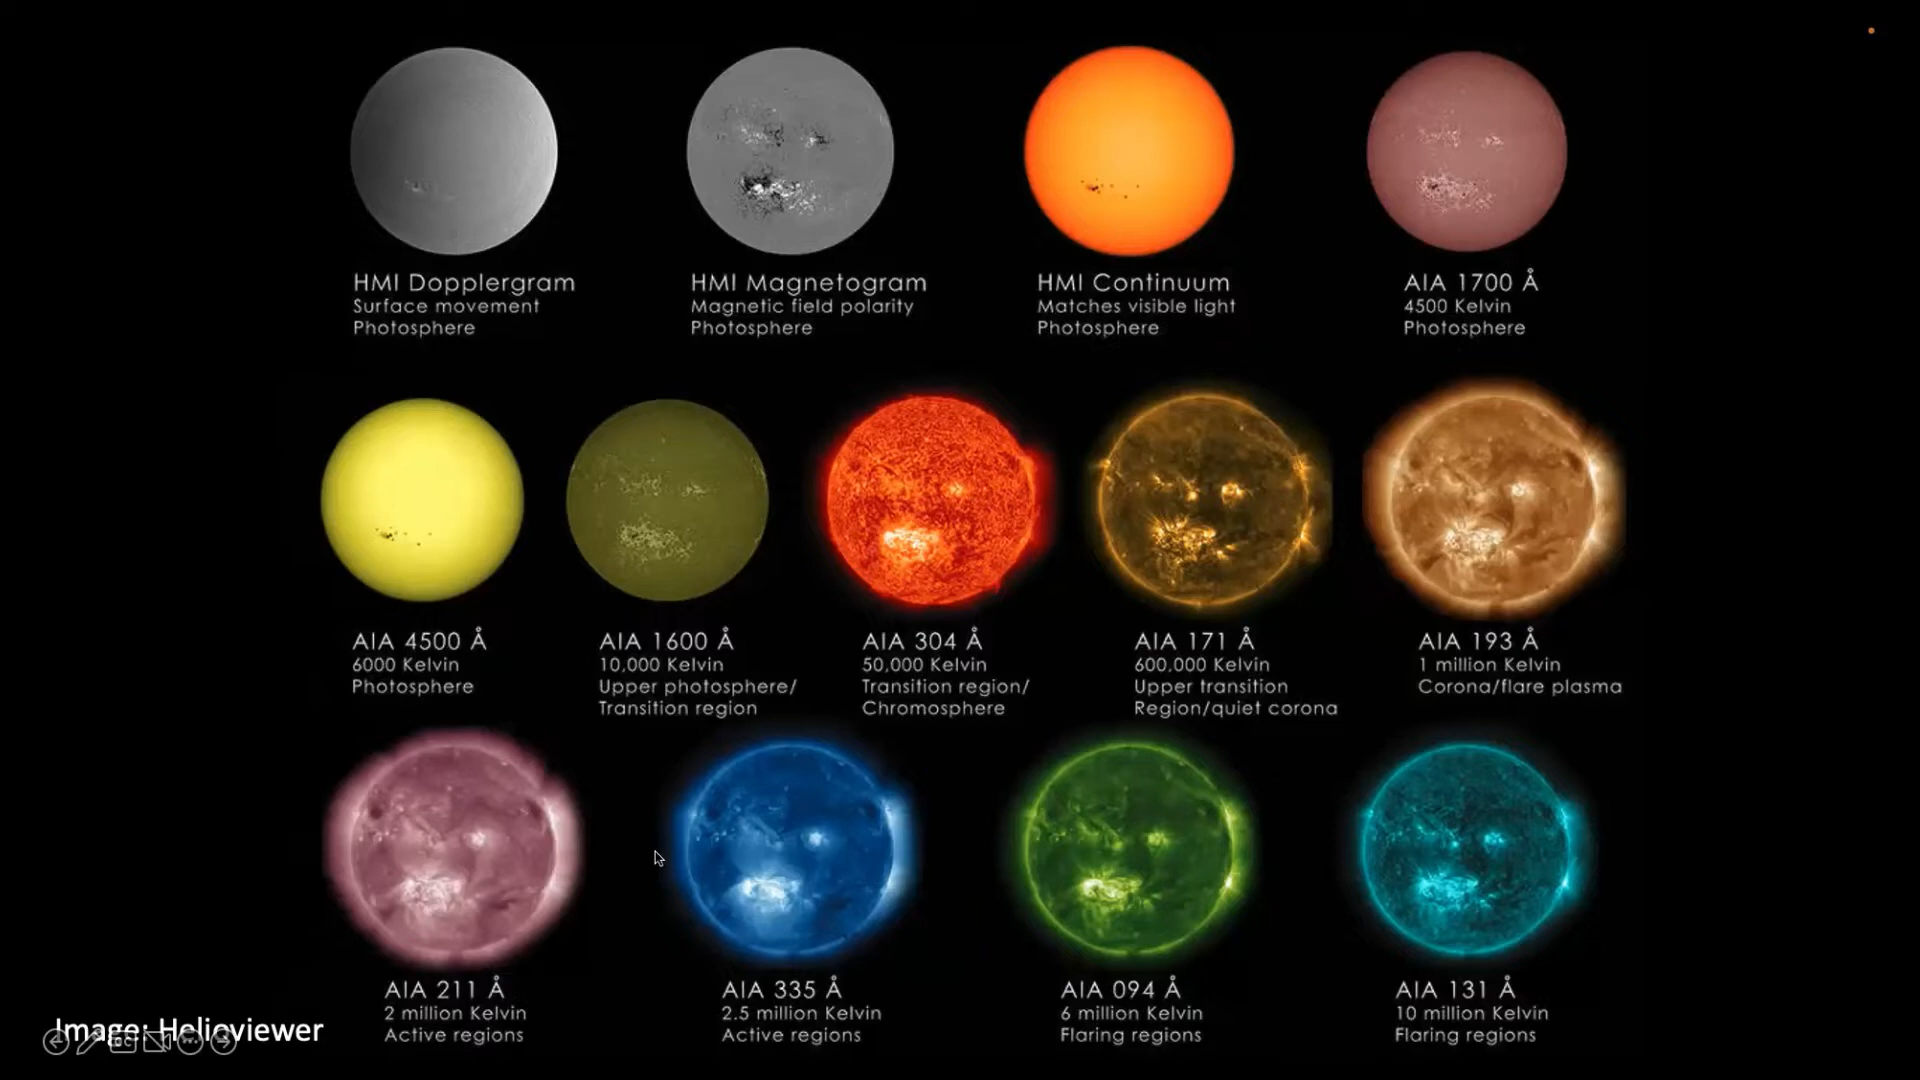 HMI Dopplergram
Surface movement
Photosphere
HMI Magnetogram
Magnetic field polarity
Photosphere
HMI Continuum
Matches visible light
Photosphere
AIA 1700 Å
4500 Kelvin
Photosphere
AIA 4500 Å
6000 Kelvin
Photosphere
AIA 1600 Å
10,000 Kelvin
Upper photosphere/
Transition region
AIA 304 Å
50,000 Kelvin
Transition region/
Chromosphere
AIA 171 Å
600,000 Kelvin
Upper transition
Region/quiet corona
AIA 193 Å
1 million Kelvin
Corona/flare plasma
AIA 211 Å
2 million Kelvin
Active regions
AIA 335 Å
2.5 million Kelvin
Active regions
AIA 094 Å
6 million Kelvin
Flaring regions
AIA 131 Å
10 million Kelvin
Flaring regions
Image: Helioviewer